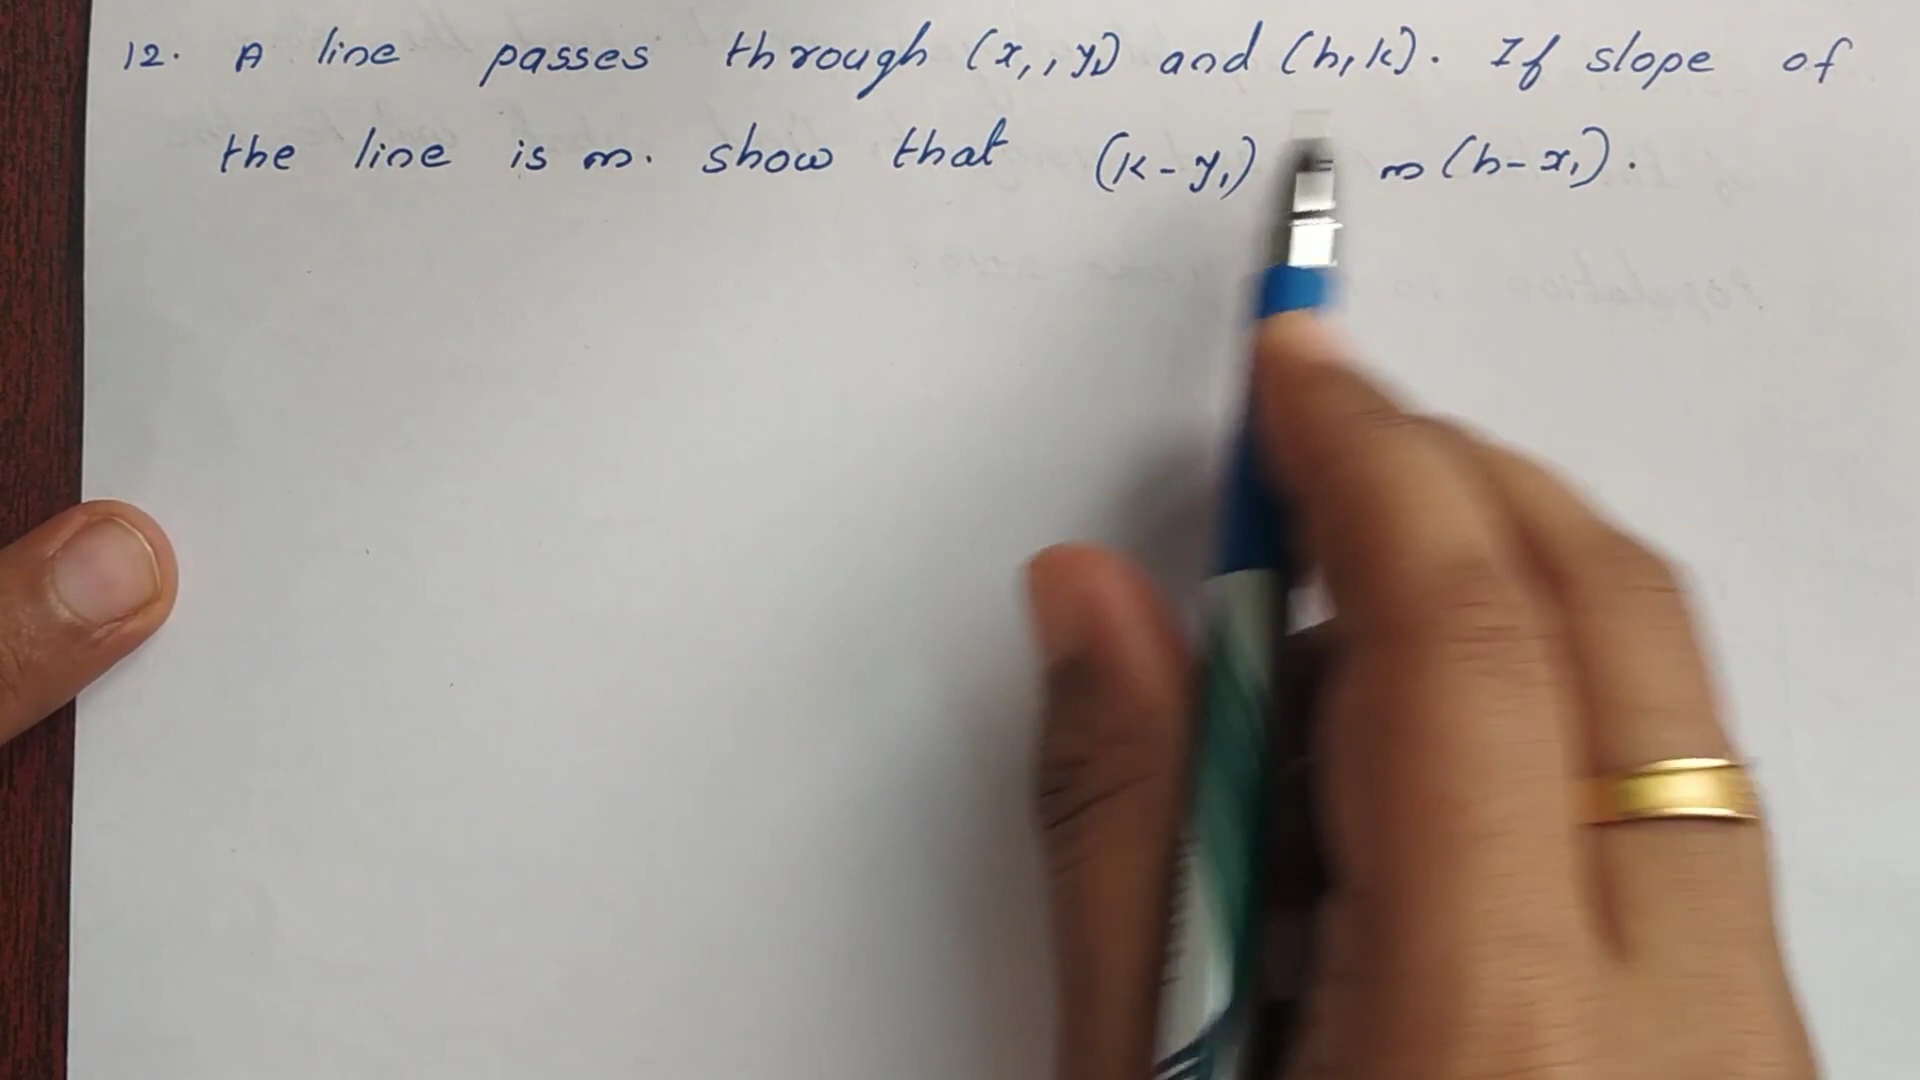 12. A line passes through (x₁, y₁) and (h, k). If slope of
the line is m. show that (k - y₁) = m (h - x₁).